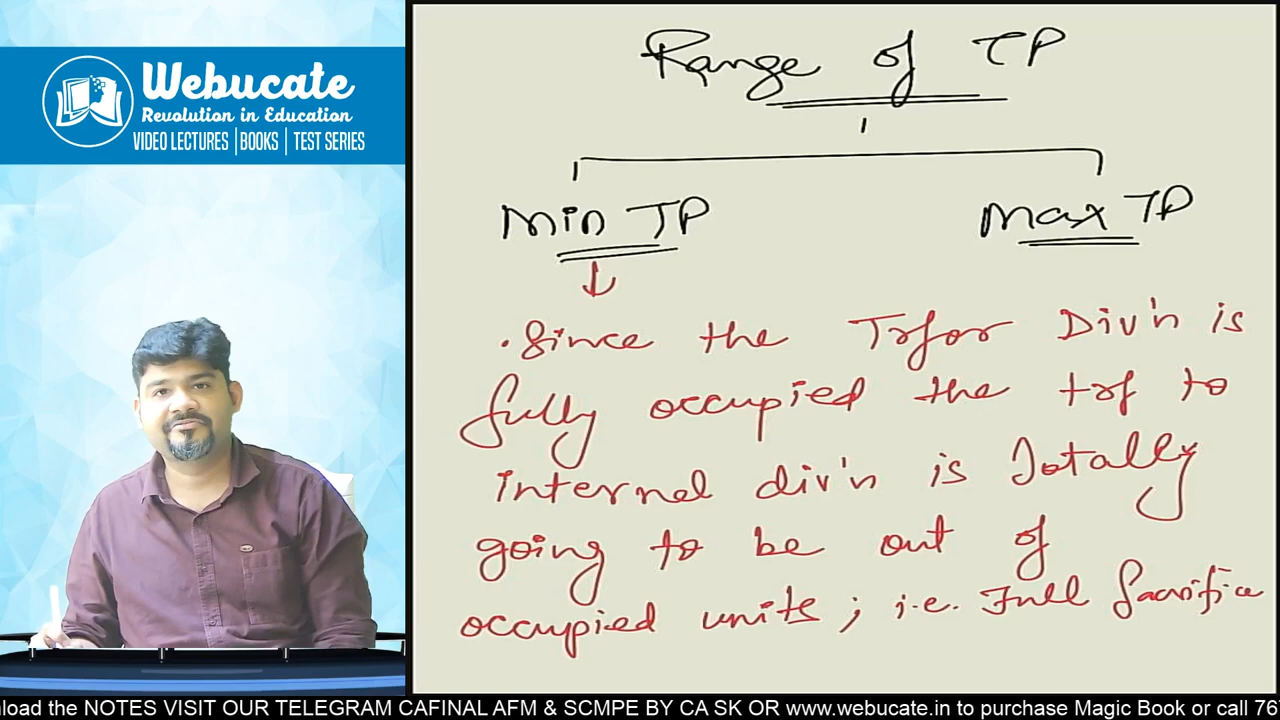 Webucate
Revolution in Education
VIDEO LECTURES | BOOKS | TEST SERIES
Range of TP
Min TP
Max TP
. Since the Trfor Div'n is
fully occupied the trf to
internal div'n is Totally
going to be out of
occupied units ; i.e. Full Sacrifice
nload the NOTES VISIT OUR TELEGRAM CAFINAL AFM & SCMPE BY CA SK OR www.webucate.in to purchase Magic Book or call 76